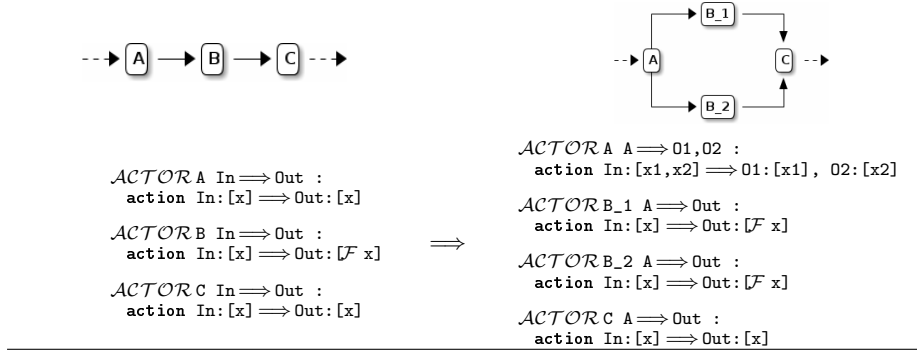 A B C
B_1
A C
B_2
ACTOR A In⟹Out :
action In:[x]⟹Out:[x]
ACTOR B In⟹Out :
action In:[x]⟹Out:[ℱ x]
ACTOR C In⟹Out :
action In:[x]⟹Out:[x]
⟹
ACTOR A A⟹O1,O2 :
action In:[x1,x2]⟹O1:[x1], O2:[x2]
ACTOR B_1 A⟹Out :
action In:[x]⟹Out:[ℱ x]
ACTOR B_2 A⟹Out :
action In:[x]⟹Out:[ℱ x]
ACTOR C A⟹Out :
action In:[x]⟹Out:[x]